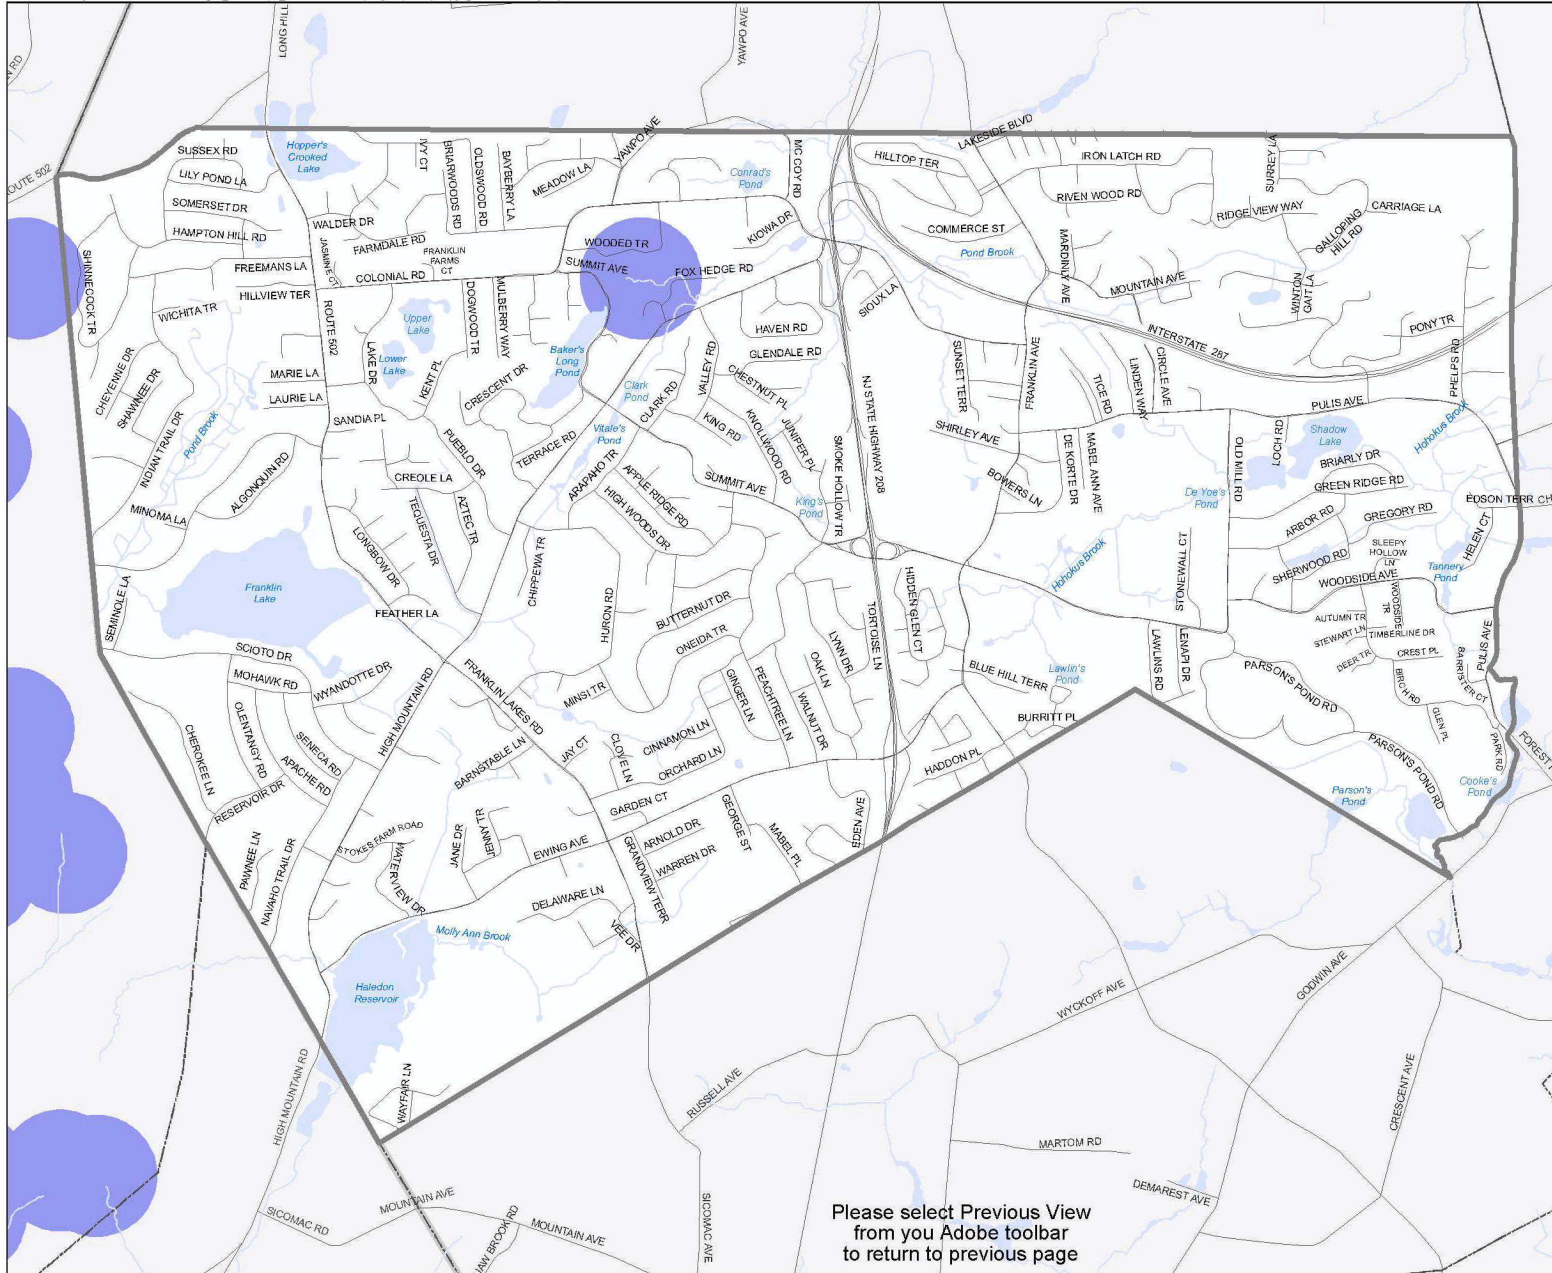 LONG HILL
YAWPO AVE
ROUTE 502
LAKESIDE BLVD
YAWPO AVE
SUSSEX RD
Hopper's
Crooked
Lake
IVY CT
BRIARWOODS RD
OLDSWOOD RD
BAYBERRY LA
MEADOW LA
Conrad's
Pond
MC COY RD
HILLTOP TER
IRON LATCH RD
SURREY LA
LILY POND LA
RIVEN WOOD RD
SOMERSET DR
WALDER DR
RIDGE VIEW WAY
CARRIAGE LA
HAMPTON HILL RD
FARMDALE RD
WOODED TR
KIOWA DR
COMMERCE ST
GALLOPING
HILL RD
SHINNECOCK TR
JASMINE CT
FRANKLIN
FARMS
CT
Pond Brook
MARDINLY AVE
FREEMANS LA
COLONIAL RD
SUMMIT AVE
FOX HEDGE RD
MOUNTAIN AVE
HILLVIEW TER
DOGWOOD TR
MULBERRY WAY
SIOUX LA
WINTON
GAIT LA
WICHITA TR
ROUTE 502
Upper
Lake
HAVEN RD
INTERSTATE 287
PONY TR
CHEYENNE DR
SHAWNEE DR
LAKE DR
Lower
Lake
KENT PL
CRESCENT DR
Baker's
Long
Pond
GLENDALE RD
VALLEY RD
CHESTNUT PL
SUNSET TERR
FRANKLIN AVE
CIRCLE AVE
LINDEN WAY
TICE RD
PHELPS RD
MARIE LA
Clark
Pond
CLARK RD
NJ STATE HIGHWAY 208
PULIS AVE
LAURIE LA
INDIAN TRAIL DR
Pond Brook
SANDIA PL
KING RD
KNOLLWOOD RD
JUNIPER PL
SHIRLEY AVE
Shadow
Lake
Hohokus Brook
PUEBLO DR
TERRACE RD
Vitale's
Pond
SMOKE HOLLOW TR
DE KORTE DR
MABEL ANN AVE
OLD MILL RD
LOCH RD
BRIARLY DR
ALGONQUIN RD
CREOLE LA
ARAPAHO TR
APPLE RIDGE RD
SUMMIT AVE
BOWERS LN
GREEN RIDGE RD
MINOMA LA
TEQUESTA DR
AZTEC TR
HIGH WOODS DR
King's
Pond
De Yoe's
Pond
EDSON TERR CH
ARBOR RD
GREGORY RD
LONGBOW DR
CHIPPEWA TR
HELEN CT
SLEEPY
HOLLOW
LN
Hohokus Brook
STONEWALL CT
SHERWOOD RD
Tannery
Pond
Franklin
Lake
HURON RD
HIDDEN GLEN CT
WOODSIDE AVE
SEMINOLE LA
FEATHER LA
BUTTERNUT DR
TORTOISE LN
WOODSIDE
TR
AUTUMN TR
STEWART LN
TIMBERLINE DR
SCIOTO DR
ONEIDA TR
LYNN DR
OAK LN
LAWLINS RD
LENAPI DR
DEER TR
CREST PL
PULIS AVE
BARRISTER CT
MOHAWK RD
WYANDOTTE DR
FRANKLIN LAKES RD
MINSI TR
GINGER LN
PEACHTREE LN
WALNUT DR
BLUE HILL TERR
Lawlin's
Pond
PARSON'S POND RD
BIRCH RD
OLENTANGY RD
HIGH MOUNTAIN RD
BURRITT PL
GLEN PL
CHEROKEE LN
SENECA RD
BARNSTABLE LN
JAY CT
CLOVE LN
CINNAMON LN
ORCHARD LN
HADDON PL
PARSON'S POND RD
PARK RD
FOREST
APACHE RD
RESERVOIR DR
GARDEN CT
Parson's
Pond
Cooke's
Pond
STOKES FARM ROAD
JANE DR
JENNY TR
EWING AVE
ARNOLD DR
GEORGE ST
MABEL PL
EDEN AVE
PAWNEE LN
NAVAHO TRAIL DR
WATERVIEW DR
GRANDVIEW TERR
WARREN DR
DELAWARE LN
Molly Ann Brook
VEE DR
Haledon
Reservoir
WYCKOFF AVE
GODWIN AVE
HIGH MOUNTAIN RD
WAYFAIR LN
RUSSELL AVE
CRESCENT AVE
MARTOM RD
DEMAREST AVE
SICOMAC RD
MOUNTAIN AVE
MOUNTAIN AVE
SICOMAC AVE
Please select Previous View
from you Adobe toolbar
to return to previous page